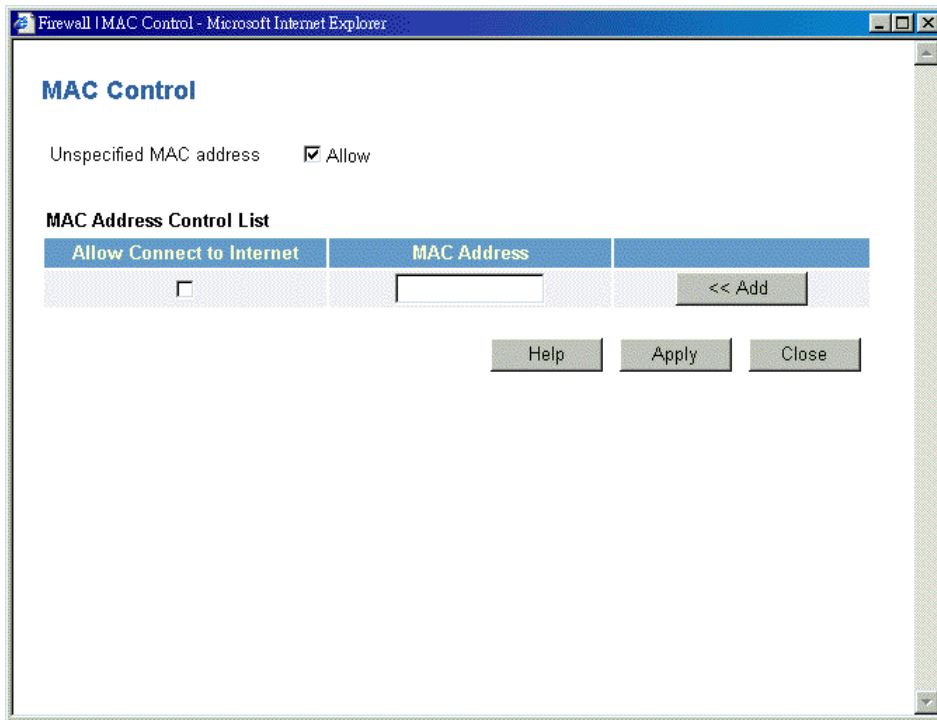 Firewall | MAC Control - Microsoft Internet Explorer
MAC Control
Unspecified MAC address Allow
MAC Address Control List
Allow Connect to Internet MAC Address
<< Add
Help Apply Close